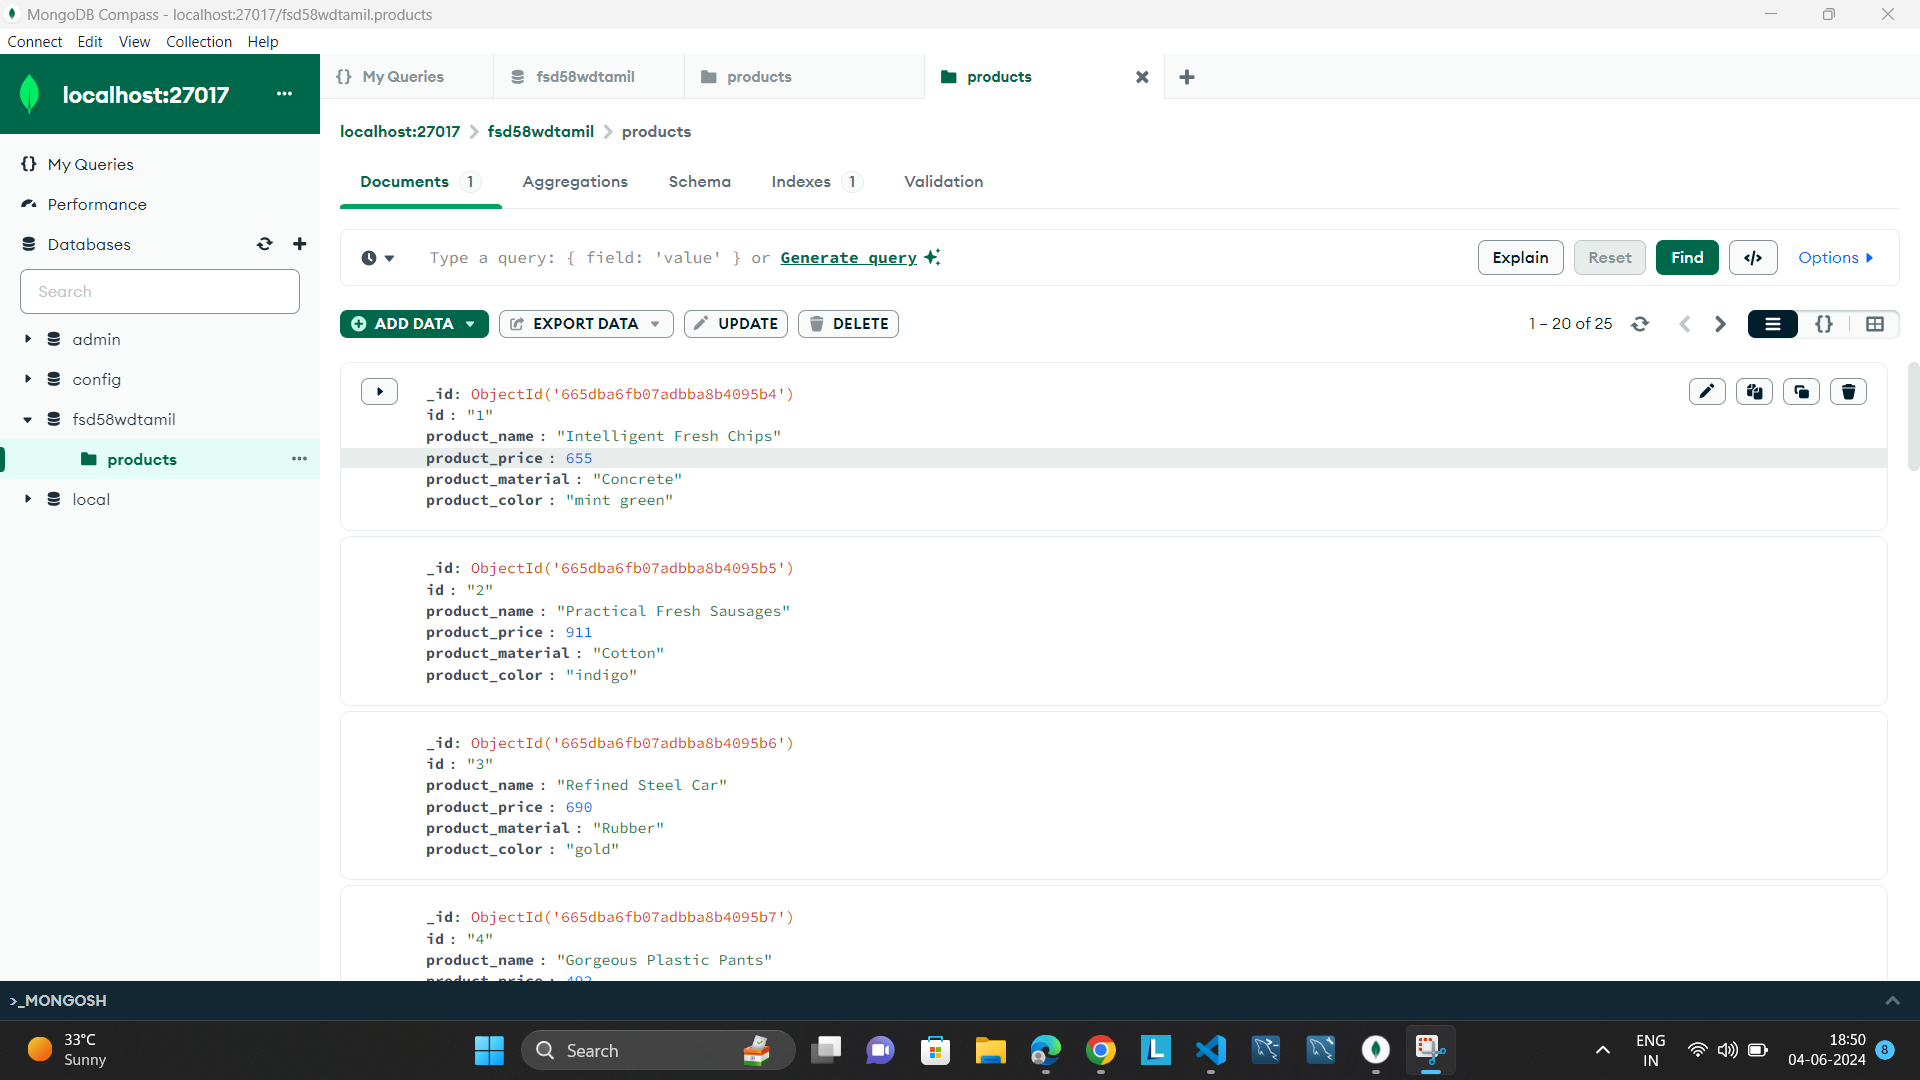 MongoDB Compass - localhost:27017/fsd58wdtamil.products
Connect Edit View Collection Help
localhost:27017
My Queries
Performance
Databases
Search
admin
config
fsd58wdtamil
products
local
{} My Queries fsd58wdtamil products products
localhost:27017 > fsd58wdtamil > products
Documents 1 Aggregations Schema Indexes 1 Validation
Type a query: { field: 'value' } or Generate query
Explain Reset Find </> Options
ADD DATA EXPORT DATA UPDATE DELETE
1 – 20 of 25 {}
_id: ObjectId('665dba6fb07adbba8b4095b4')
id : "1"
product_name : "Intelligent Fresh Chips"
product_price : 655
product_material : "Concrete"
product_color : "mint green"
_id: ObjectId('665dba6fb07adbba8b4095b5')
id : "2"
product_name : "Practical Fresh Sausages"
product_price : 911
product_material : "Cotton"
product_color : "indigo"
_id: ObjectId('665dba6fb07adbba8b4095b6')
id : "3"
product_name : "Refined Steel Car"
product_price : 690
product_material : "Rubber"
product_color : "gold"
_id: ObjectId('665dba6fb07adbba8b4095b7')
id : "4"
product_name : "Gorgeous Plastic Pants"
product_price :
>_MONGOSH
33°C
Sunny
Search
L
ENG
IN
18:50
04-06-2024
8